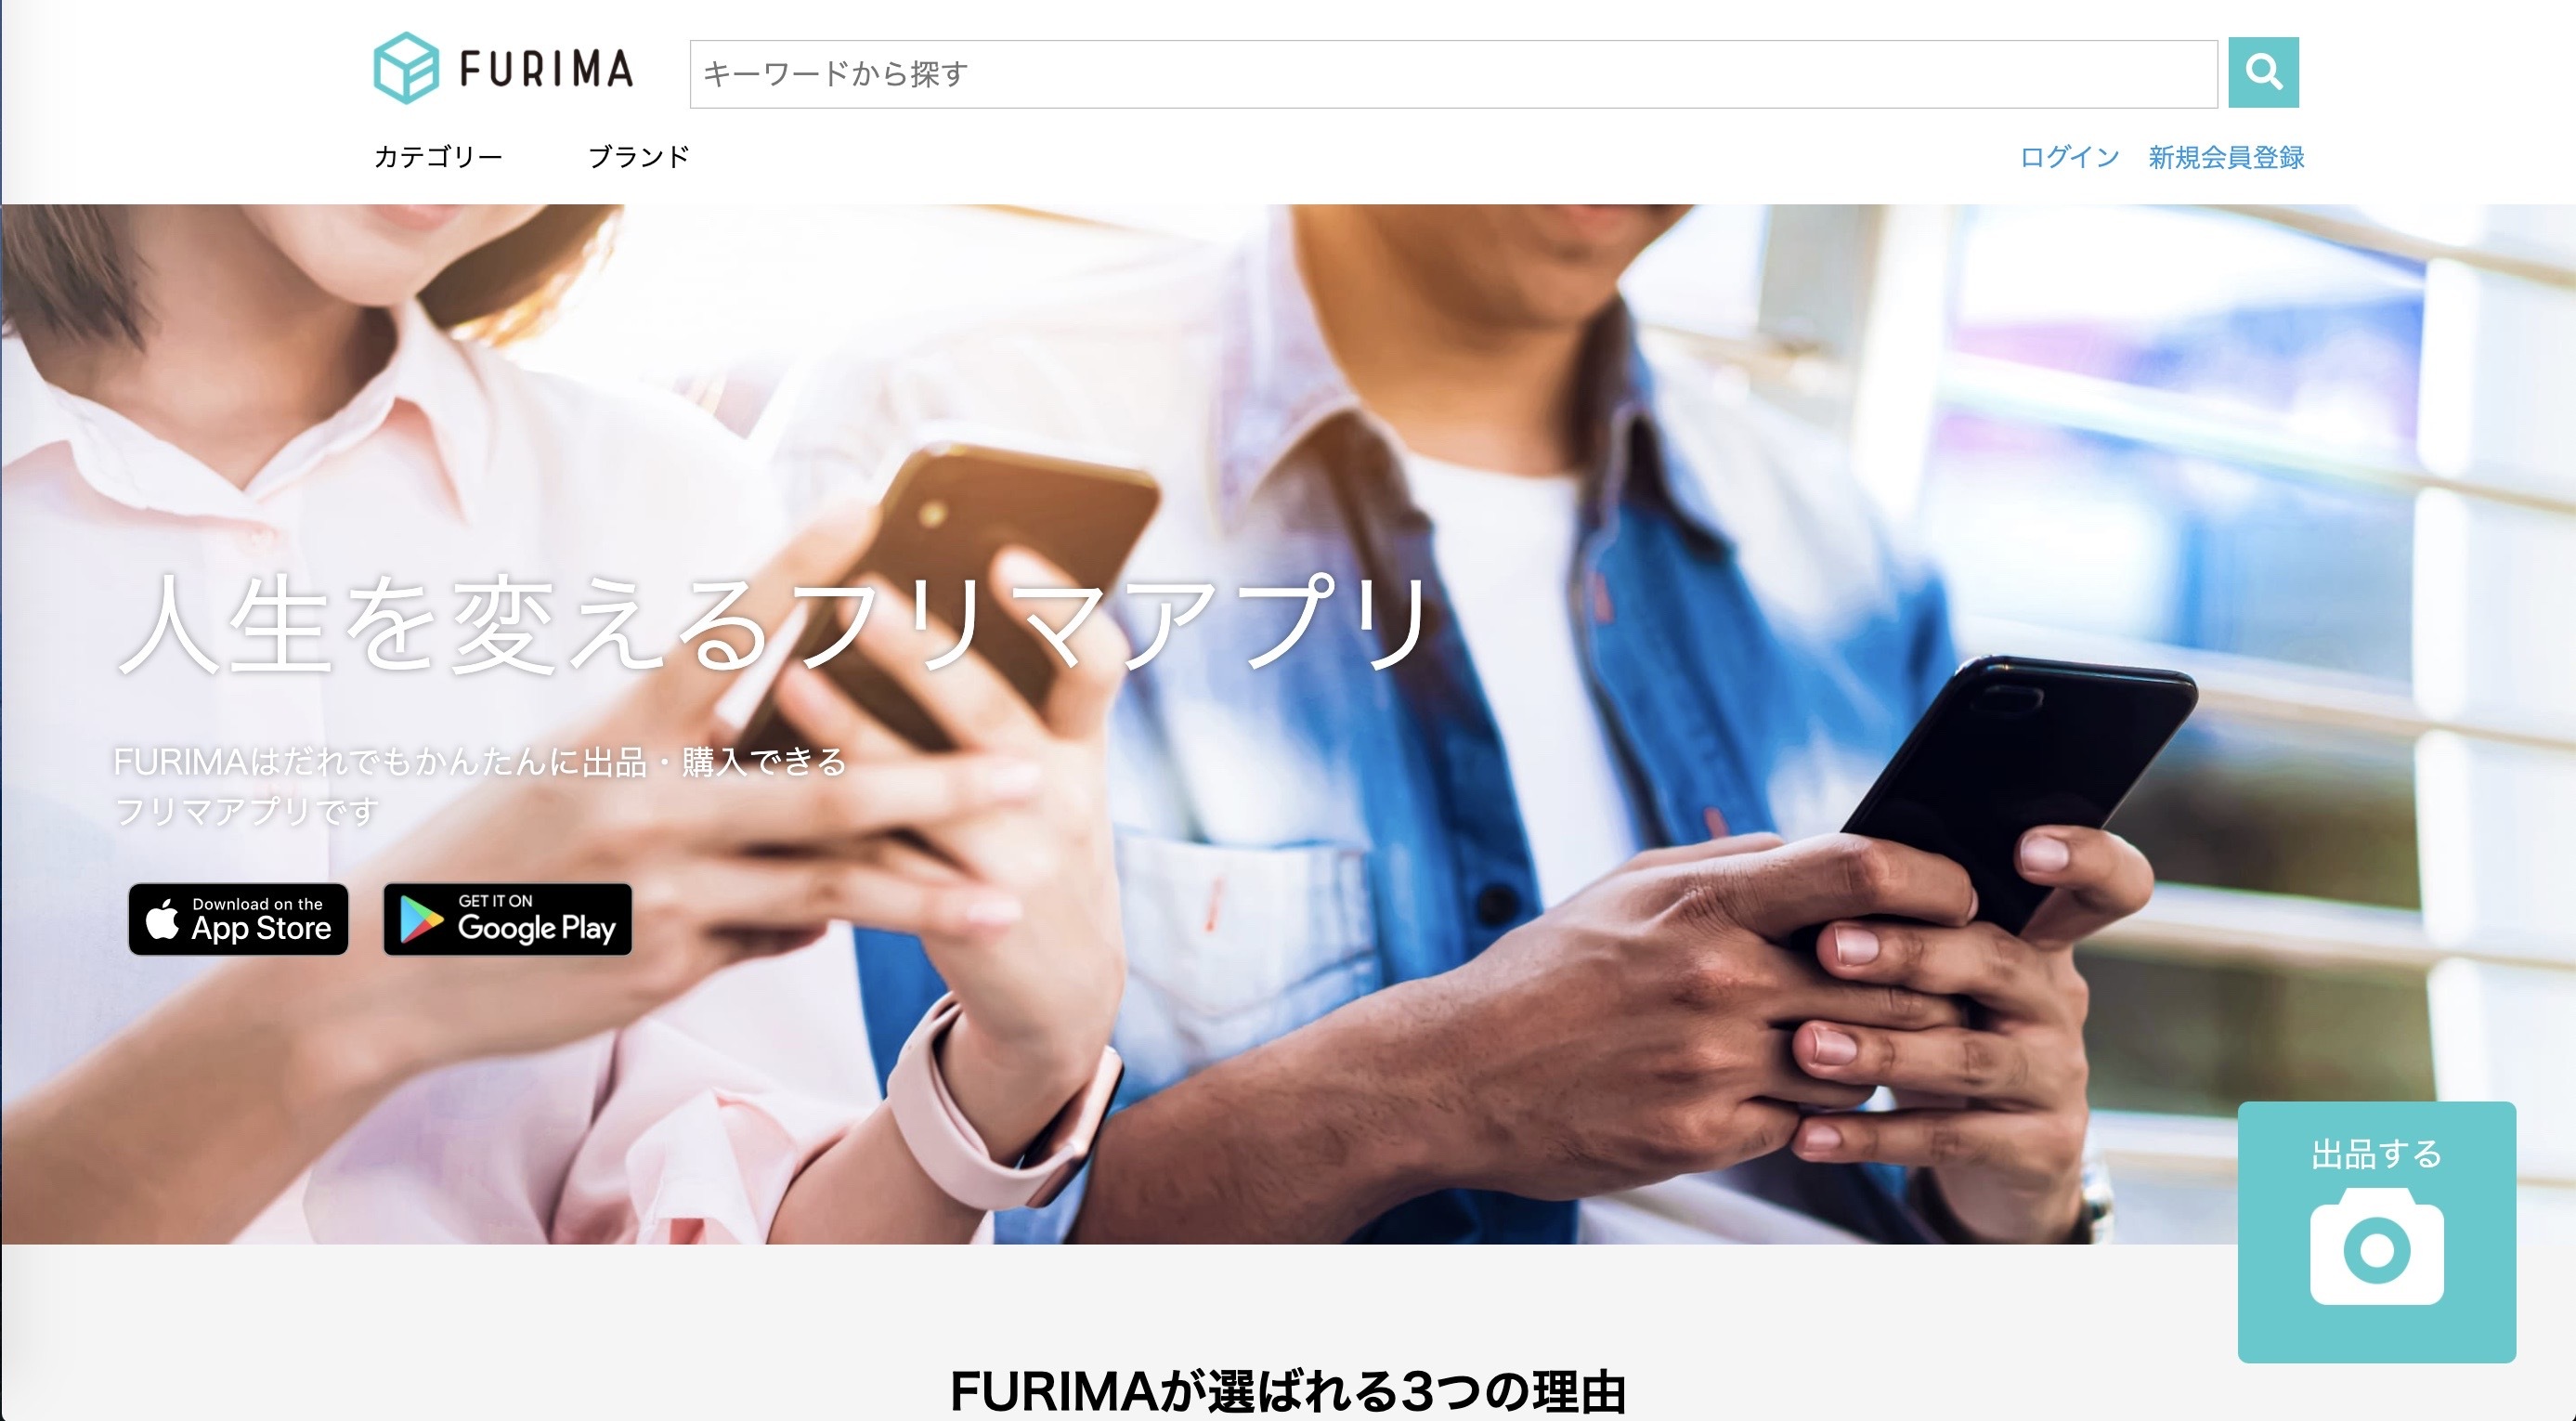 FURIMA
キーワードから探す
カテゴリー ブランド ログイン 新規会員登録
人生を変えるフリマアプリ
FURIMAはだれでもかんたんに出品・購入できる
フリマアプリです
Download on the
App Store
GET IT ON
Google Play
出品する
FURIMAが選ばれる3つの理由